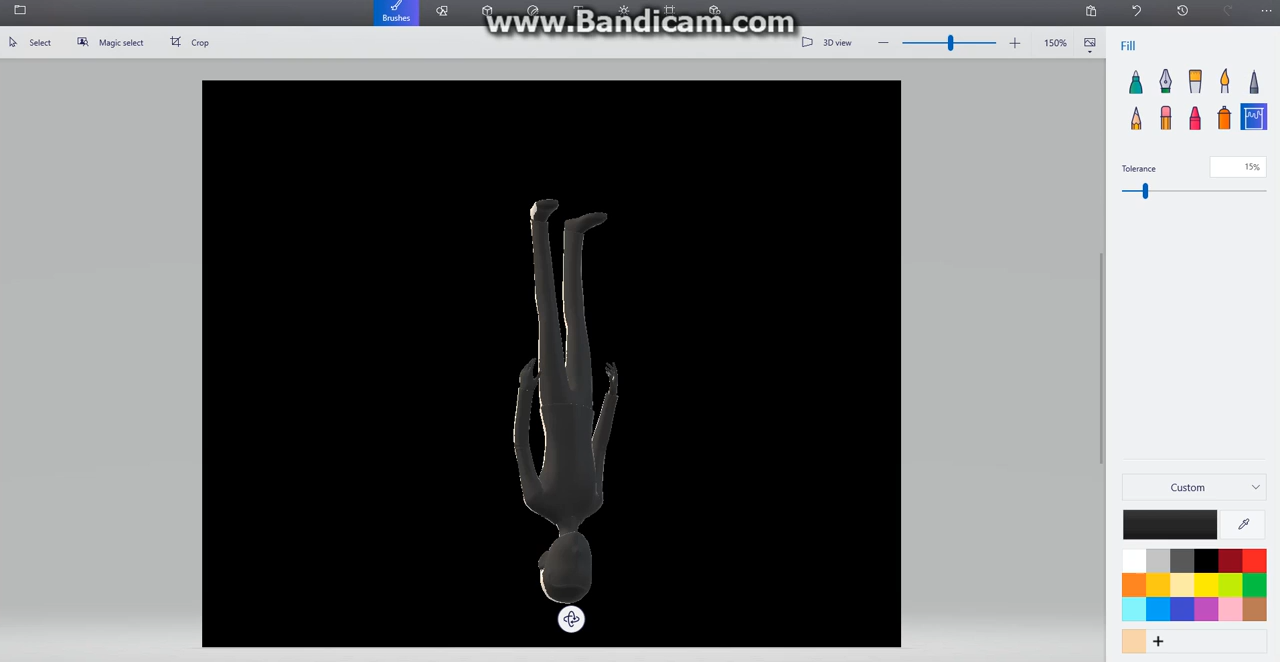 www.Bandicam.com
Brushes
Select
Magic select
Crop
3D view
150%
Fill
Tolerance
15%
Custom